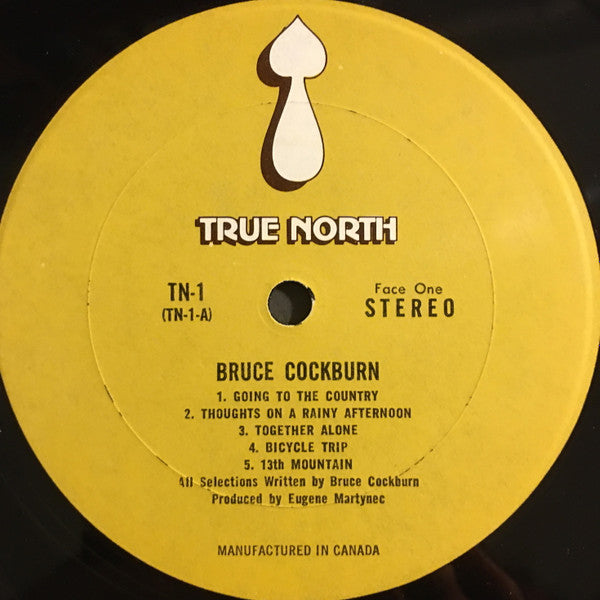 TRUE NORTH
TN-1
(TN-1-A)
Face One
STEREO
BRUCE COCKBURN
1. GOING TO THE COUNTRY
2. THOUGHTS ON A RAINY AFTERNOON
3. TOGETHER ALONE
4. BICYCLE TRIP
5. 13th MOUNTAIN
All Selections Written by Bruce Cockburn
Produced by Eugene Martynec
MANUFACTURED IN CANADA